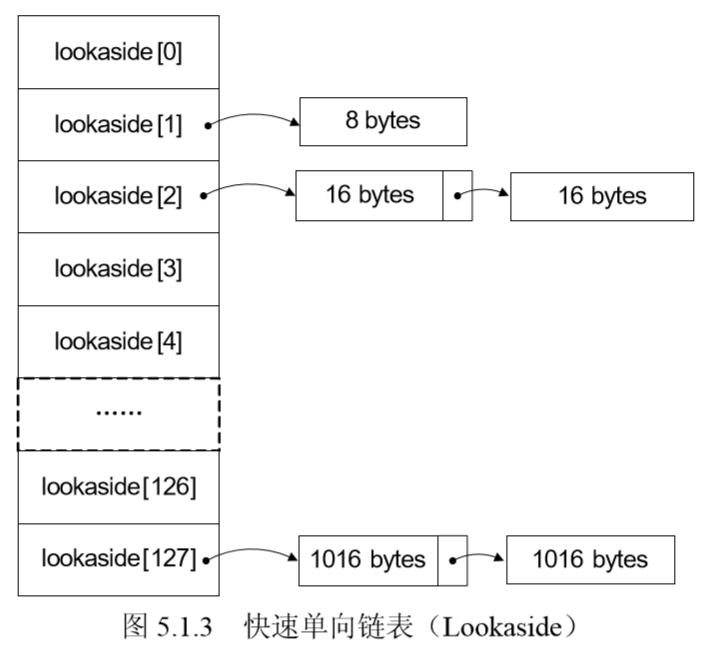 lookaside[0]
lookaside[1]
8 bytes
lookaside[2]
16 bytes
16 bytes
lookaside[3]
lookaside[4]
······
lookaside[126]
lookaside[127]
1016 bytes
1016 bytes
图 5.1.3 快速单向链表（Lookaside）